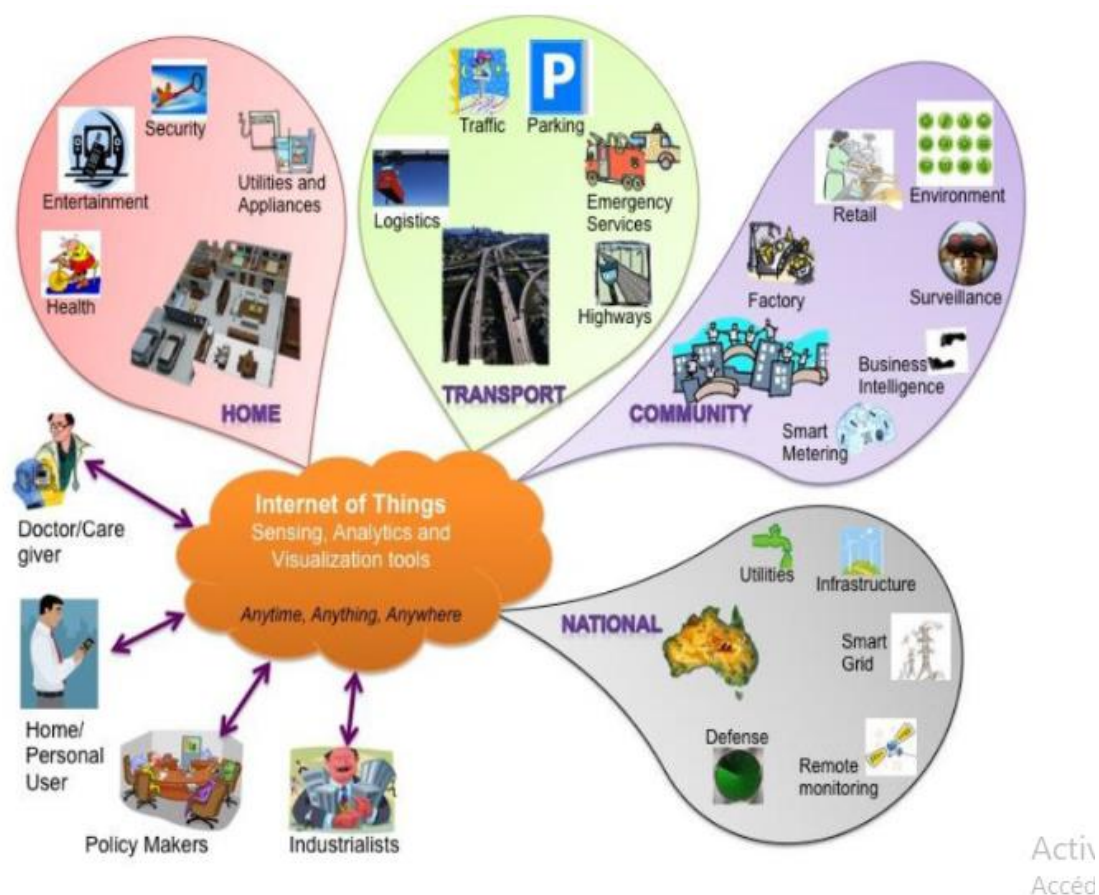 Security
Entertainment
Utilities and
Appliances
Health
HOME
Traffic
P
Parking
Logistics
Emergency
Services
Highways
TRANSPORT
Retail
Environment
Factory
Surveillance
Business
Intelligence
COMMUNITY
Smart
Metering
Doctor/Care
giver
Internet of Things
Sensing, Analytics and
Visualization tools
Anytime, Anything, Anywhere
Utilities
Infrastructure
NATIONAL
Smart
Grid
Defense
Remote
monitoring
Home/
Personal
User
Policy Makers
Industrialists
Activ
Accéd